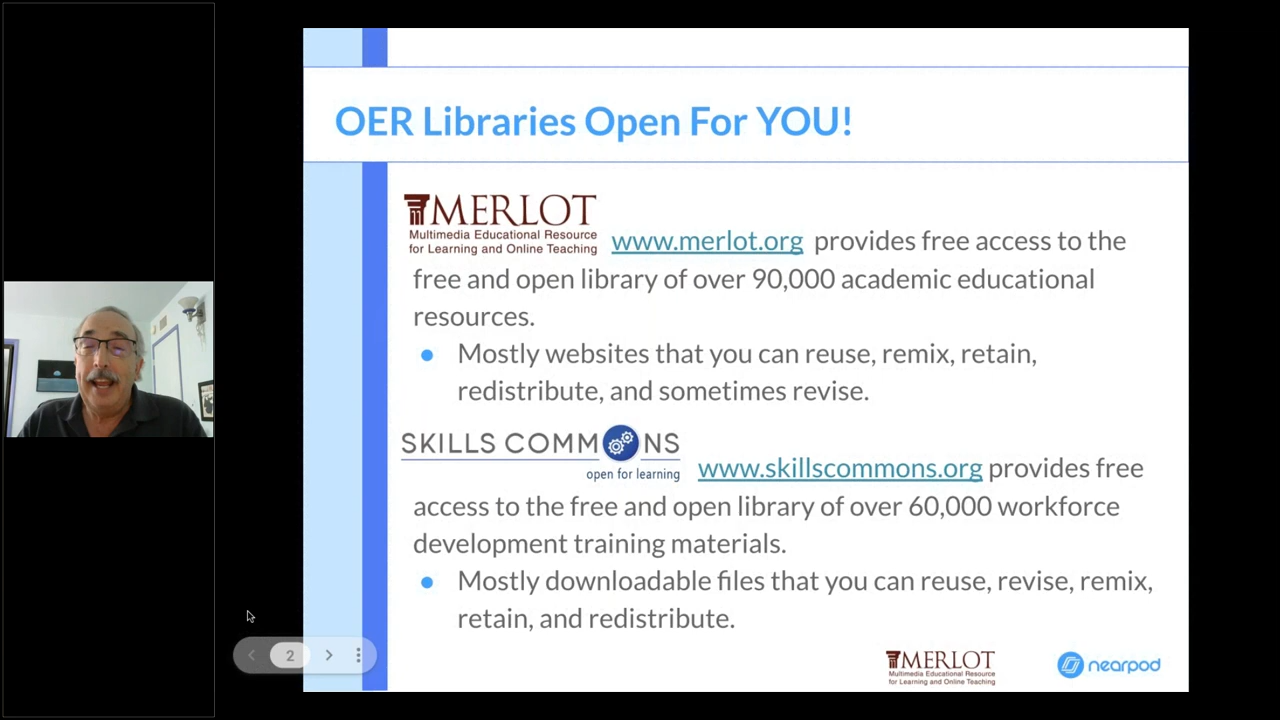 OER Libraries Open For YOU!
MERLOT
Multimedia Educational Resource
for Learning and Online Teaching
www.merlot.org provides free access to the
free and open library of over 90,000 academic educational
resources.
● Mostly websites that you can reuse, remix, retain,
redistribute, and sometimes revise.
SKILLS COMMONS
open for learning
www.skillscommons.org provides free
access to the free and open library of over 60,000 workforce
development training materials.
● Mostly downloadable files that you can reuse, revise, remix,
retain, and redistribute.
2
MERLOT
Multimedia Educational Resource
for Learning and Online Teaching
nearpod